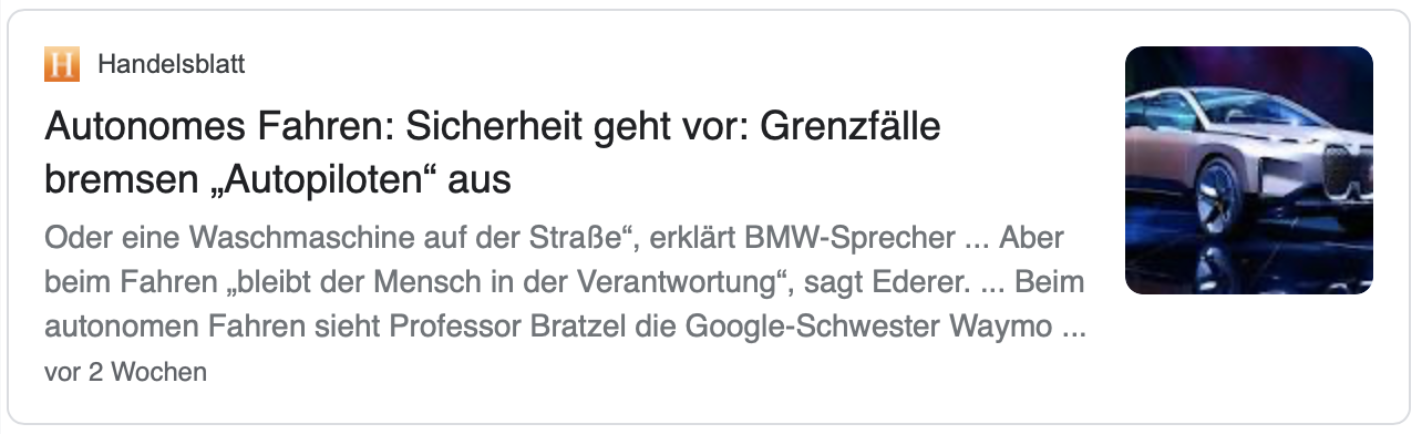 H Handelsblatt
Autonomes Fahren: Sicherheit geht vor: Grenzfälle
bremsen „Autopiloten“ aus
Oder eine Waschmaschine auf der Straße“, erklärt BMW-Sprecher ... Aber
beim Fahren „bleibt der Mensch in der Verantwortung“, sagt Ederer. ... Beim
autonomen Fahren sieht Professor Bratzel die Google-Schwester Waymo ...
vor 2 Wochen